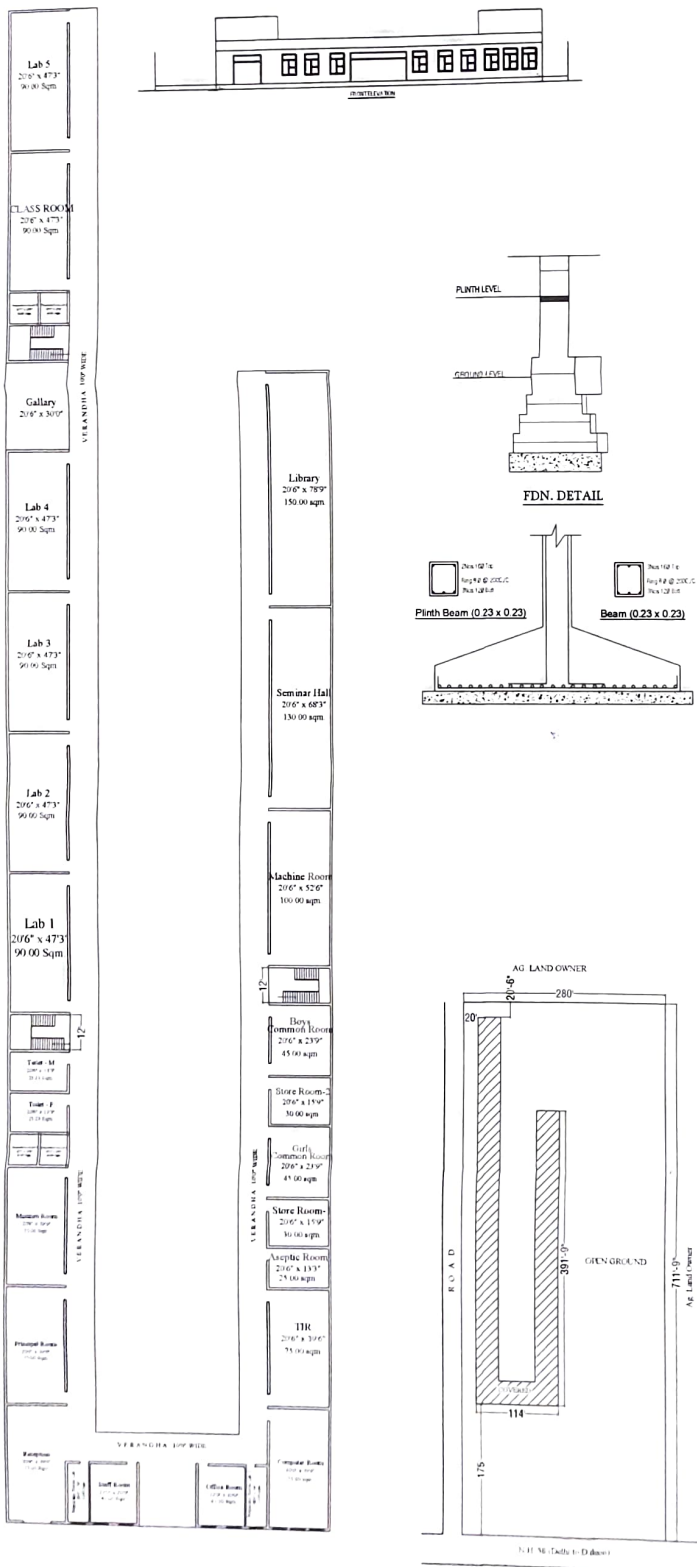 Lab 5
20'6" x 47'3"
90.00 Sqm
CLASS ROOM
20'6" x 47'3"
90.00 Sqm
VERANDHA 10'0" WIDE
Gallary
20'6" x 30'0"
Lab 4
20'6" x 47'3"
90.00 Sqm
Lab 3
20'6" x 47'3"
90.00 Sqm
Lab 2
20'6" x 47'3"
90.00 Sqm
Lab 1
20'6" x 47'3"
90.00 Sqm
12'
Toilet - M
Toilet - F
VERANDHA 10'0" WIDE
Museum Room
Principal Room
Reception
VERANDHA 10'0" WIDE
Staff Room
Office Room
Computer Room
Library
20'6" x 78'9"
150.00 Sqm
Seminar Hall
20'6" x 68'3"
130.00 sqm
Machine Room
20'6" x 52'6"
100.00 sqm
12'
Boys
Common Room
20'6" x 23'9"
45.00 sqm
Store Room-2
20'6" x 15'9"
30.00 sqm
Girls
Common Room
20'6" x 23'9"
45.00 sqm
VERANDHA 10'0" WIDE
Store Room-
20'6" x 15'9"
30.00 sqm
Aseptic Room
20'6" x 13'3"
25.00 sqm
TIR
20'6" x 39'6"
75.00 sqm
FRONT ELEVATION
PLINTH LEVEL
GROUND LEVEL
FDN. DETAIL
Plinth Beam (0.23 x 0.23)
Beam (0.23 x 0.23)
AG. LAND OWNER
20'-6"
280'
20'
ROAD
391'-9"
OPEN GROUND
711'-9"
Ag. Land Owner
COVERED
114
175